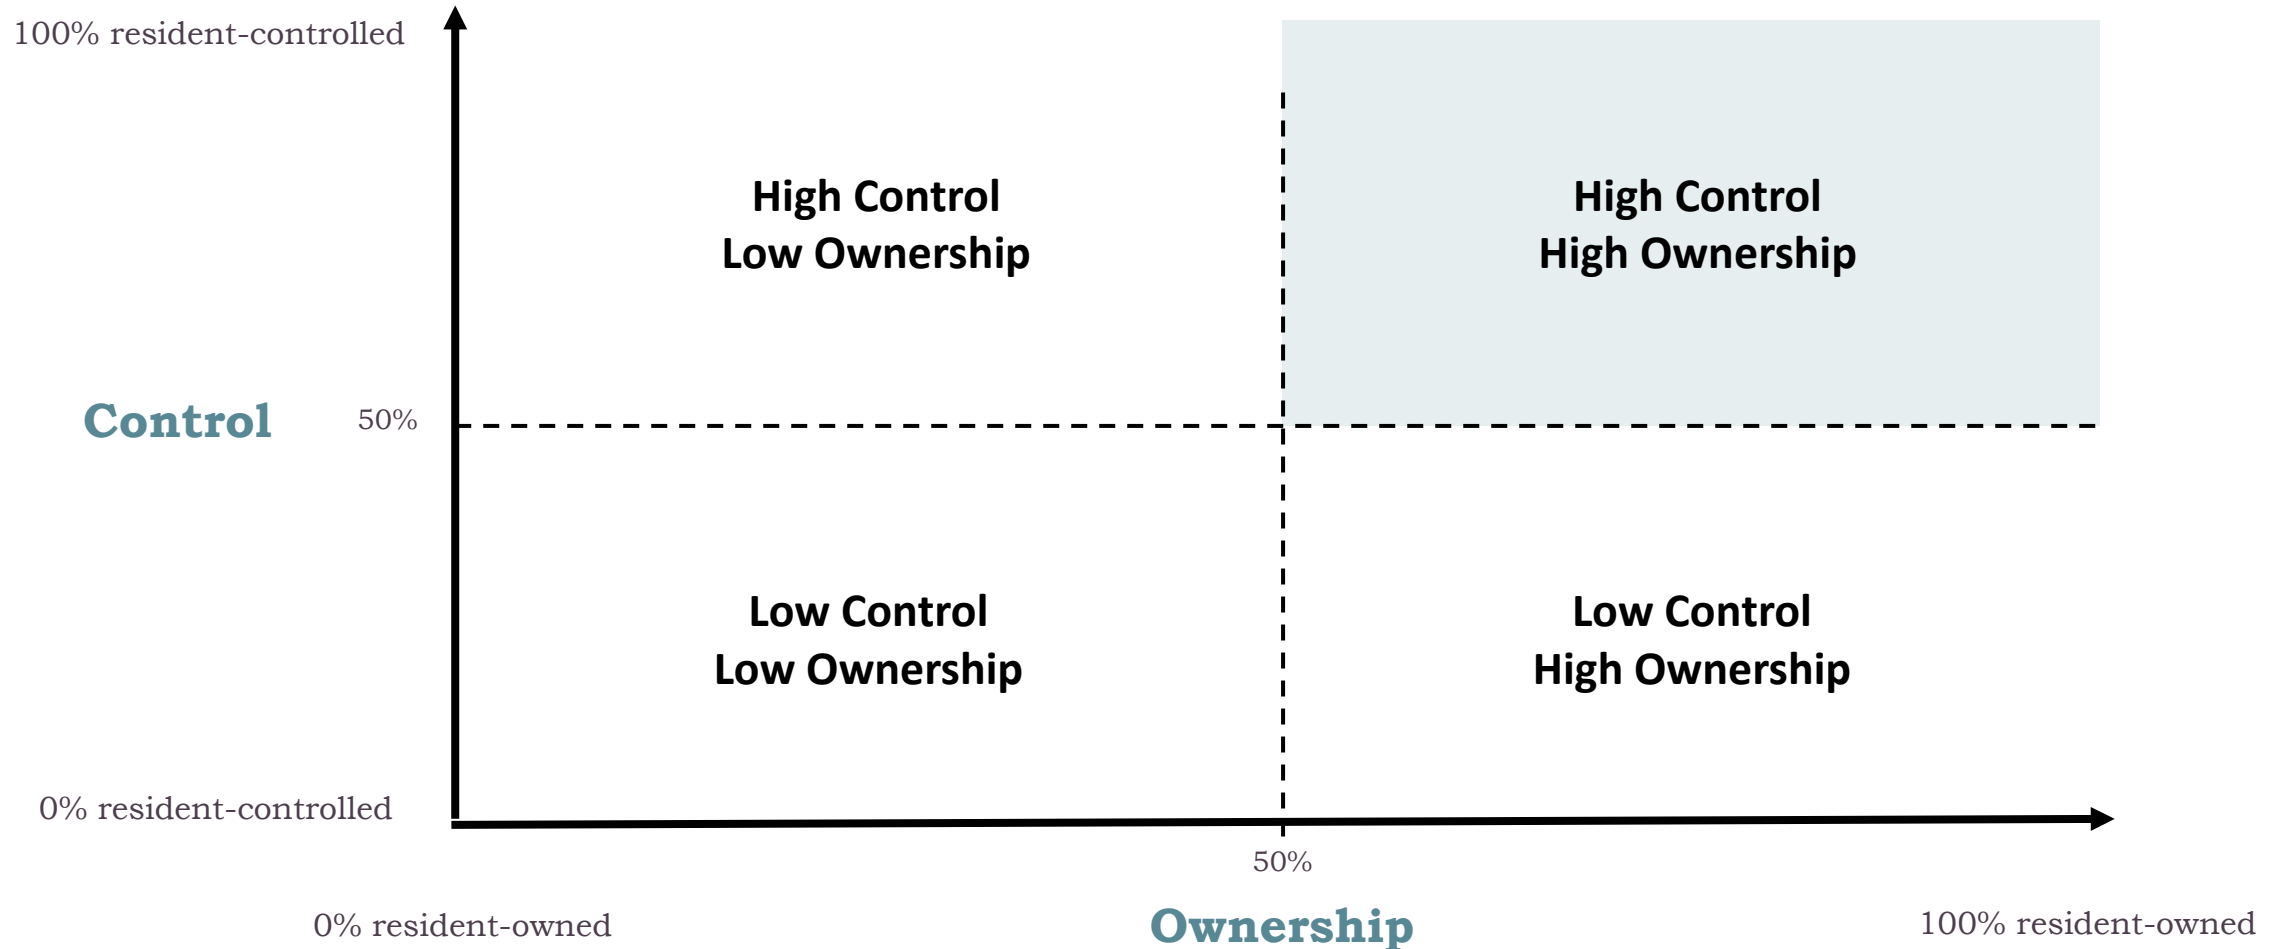 100% resident-controlled
High Control
Low Ownership
High Control
High Ownership
Control
50%
Low Control
Low Ownership
Low Control
High Ownership
0% resident-controlled
50%
0% resident-owned
Ownership
100% resident-owned